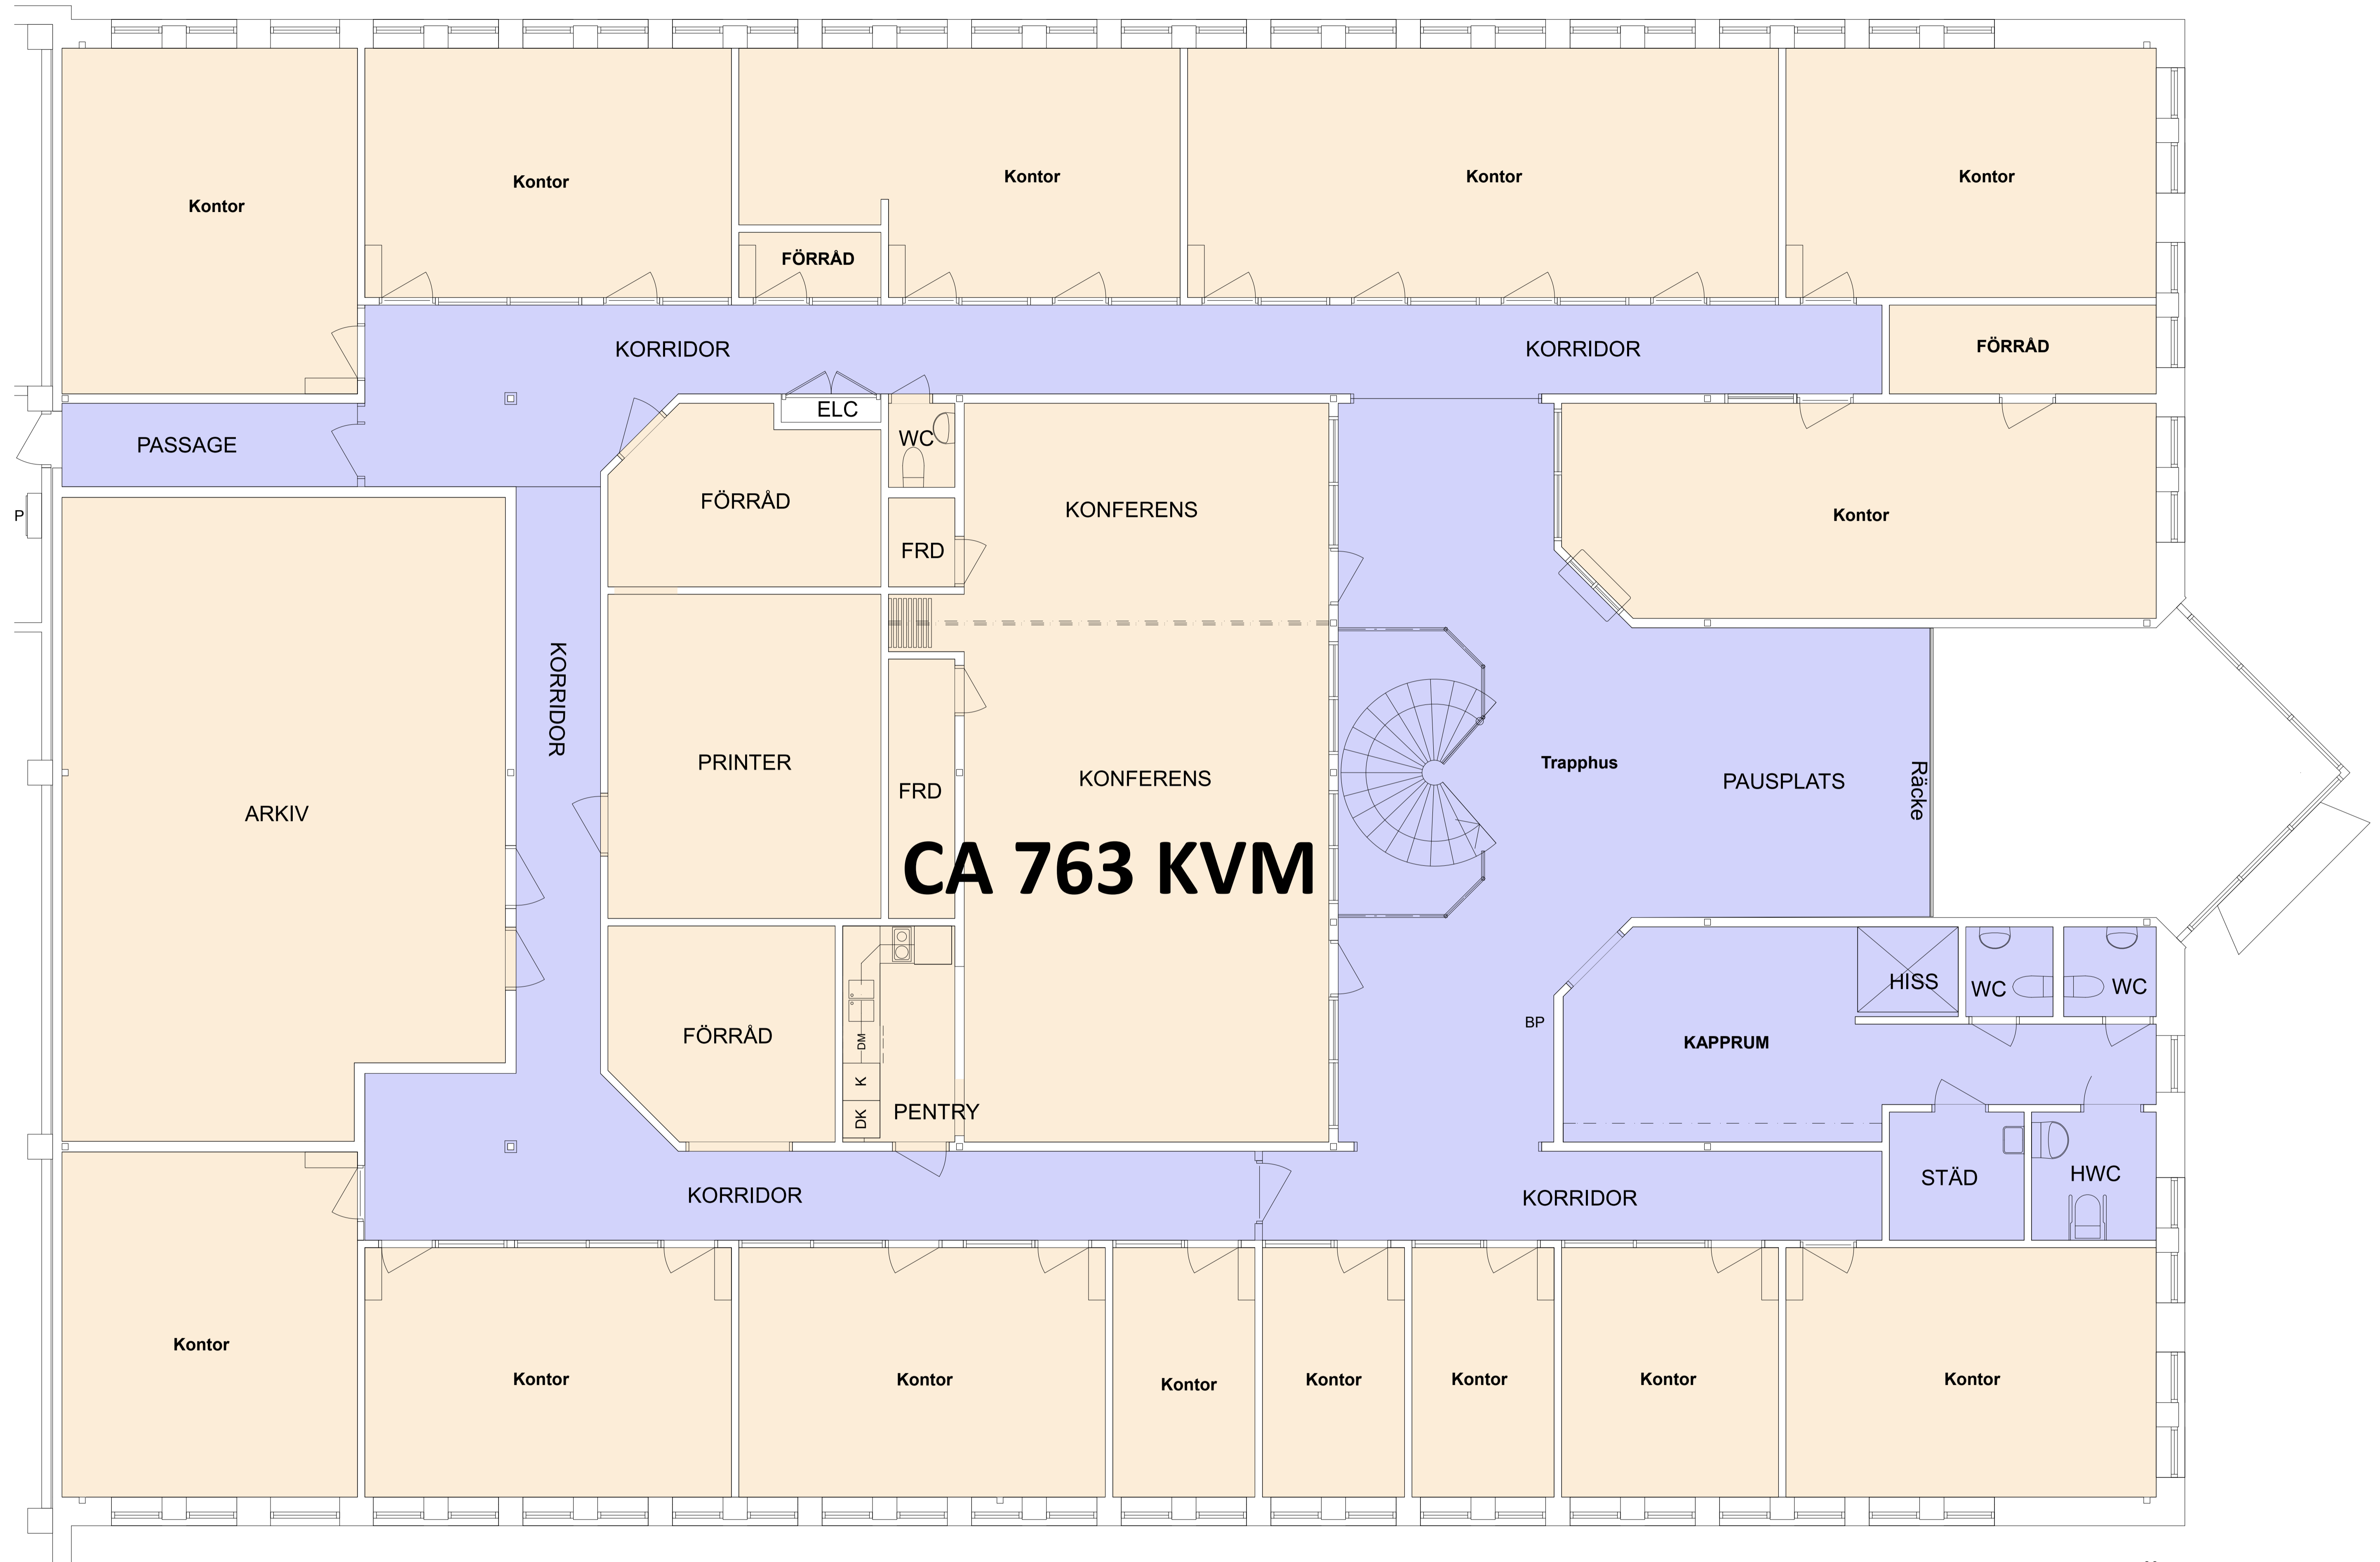 Kontor
Kontor
Kontor
Kontor
Kontor
FÖRRÅD
KORRIDOR
KORRIDOR
FÖRRÅD
PASSAGE
ELC
WC
FÖRRÅD
FRD
KONFERENS
Kontor
P
KORRIDOR
ARKIV
PRINTER
FRD
KONFERENS
Trapphus
PAUSPLATS
Räcke
CA 763 KVM
FÖRRÅD
DM
K
DK
PENTRY
BP
KAPPRUM
HISS
WC
WC
STÄD
HWC
KORRIDOR
KORRIDOR
Kontor
Kontor
Kontor
Kontor
Kontor
Kontor
Kontor
Kontor